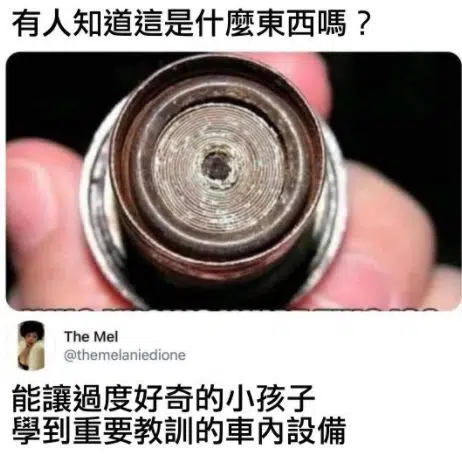 有人知道這是什麼東西嗎？
The Mel
@themelaniedione
能讓過度好奇的小孩子
學到重要教訓的車內設備